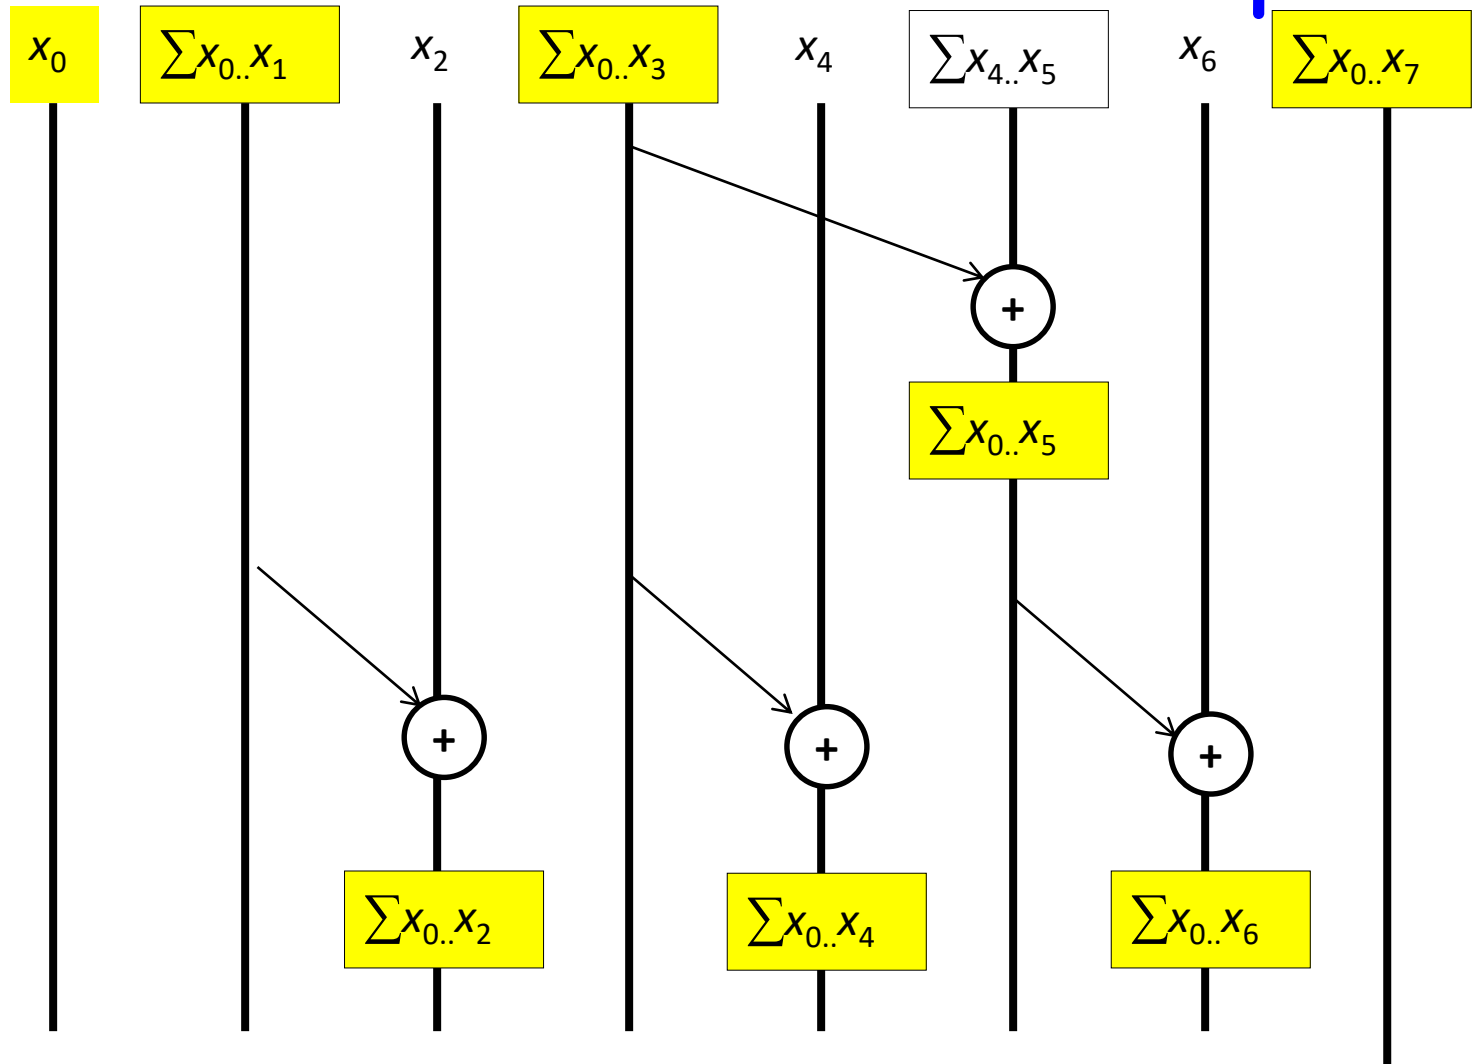 x₀ ∑x₀..x₁ x₂ ∑x₀..x₃ x₄ ∑x₄..x₅ x₆ ∑x₀..x₇
+
∑x₀..x₅
+ + +
∑x₀..x₂ ∑x₀..x₄ ∑x₀..x₆